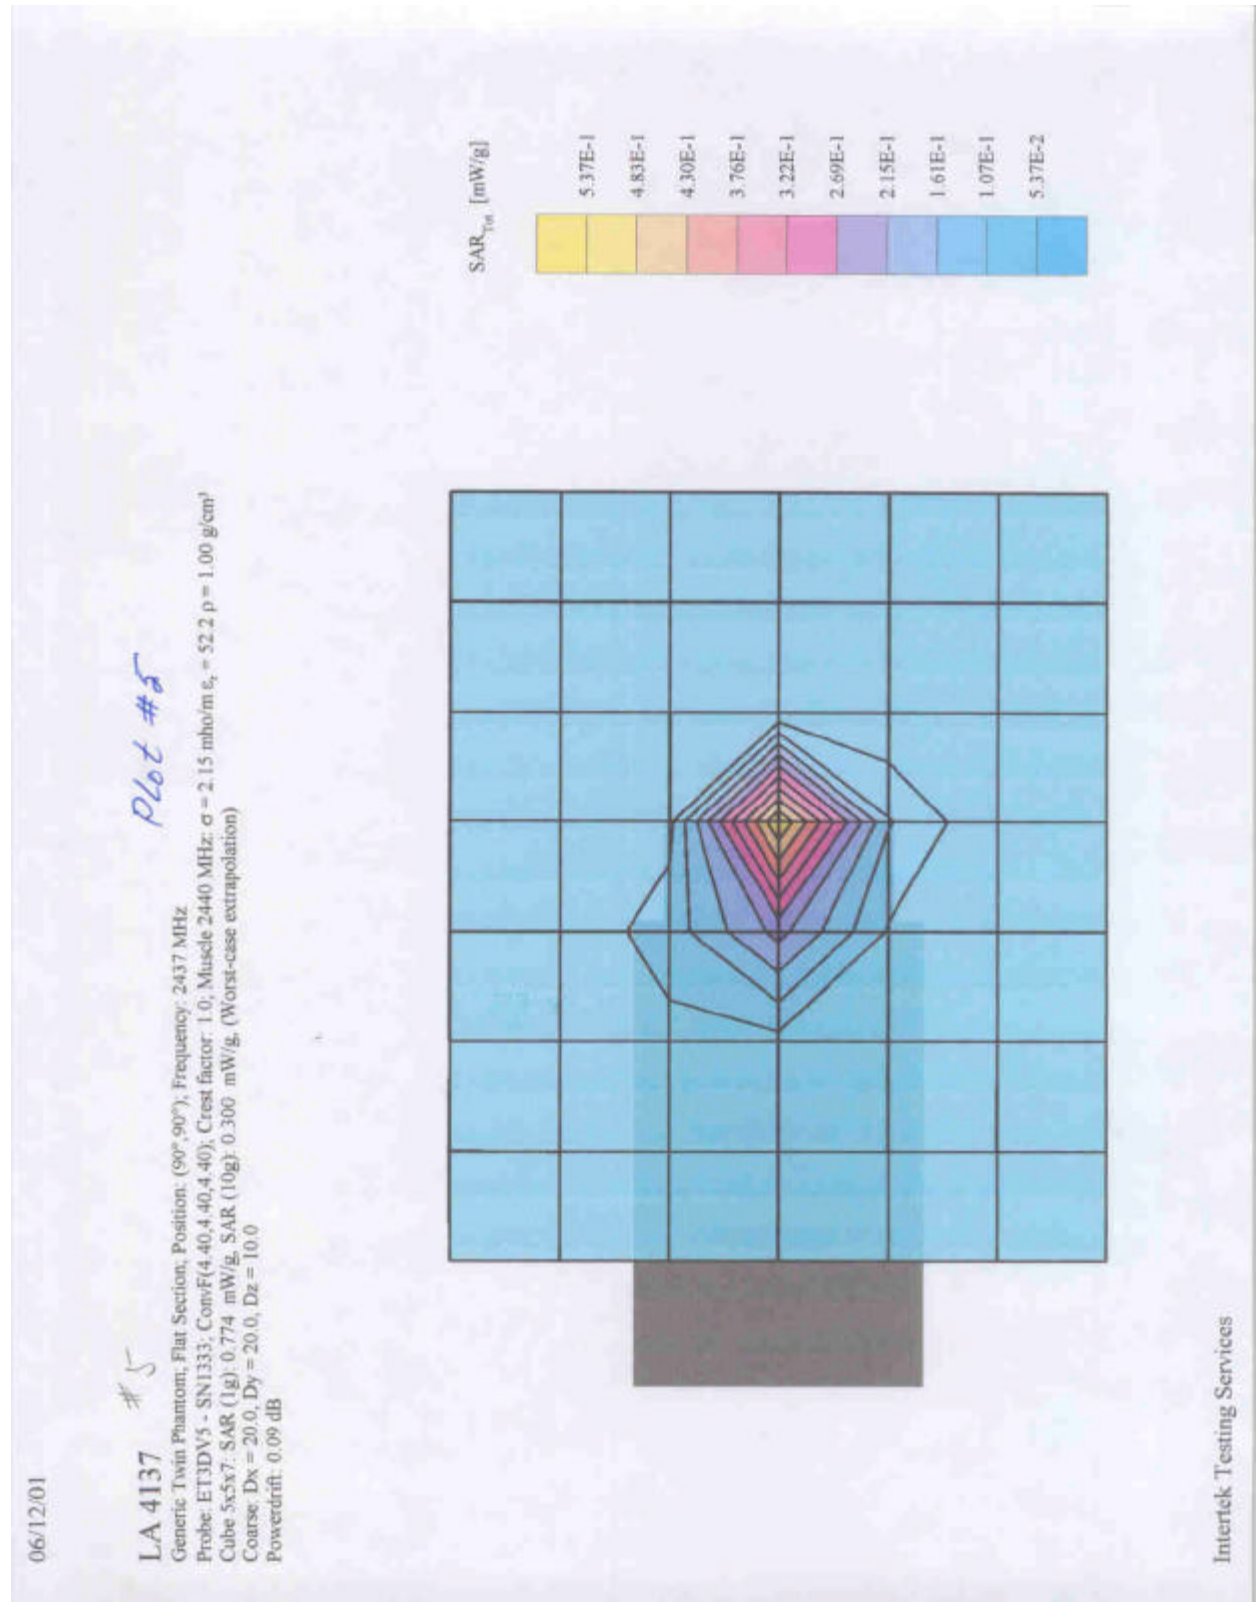 06/12/01
LA 4137 #5 Plot #5
Generic Twin Phantom; Flat Section; Position: (90°,90°); Frequency: 2437 MHz
Probe: ET3DV5 - SN1333; ConvF(4.40,4.40,4.40); Crest factor: 1.0; Muscle 2440 MHz: σ = 2.15 mho/m εr = 52.2 ρ = 1.00 g/cm³
Cube 5x5x7: SAR (1g): 0.774 mW/g, SAR (10g): 0.300 mW/g, (Worst-case extrapolation)
Coarse: Dx = 20.0, Dy = 20.0, Dz = 10.0
Powerdrift: 0.09 dB
SARTot. [mW/g]
5.37E-1
4.83E-1
4.30E-1
3.76E-1
3.22E-1
2.69E-1
2.15E-1
1.61E-1
1.07E-1
5.37E-2
Intertek Testing Services